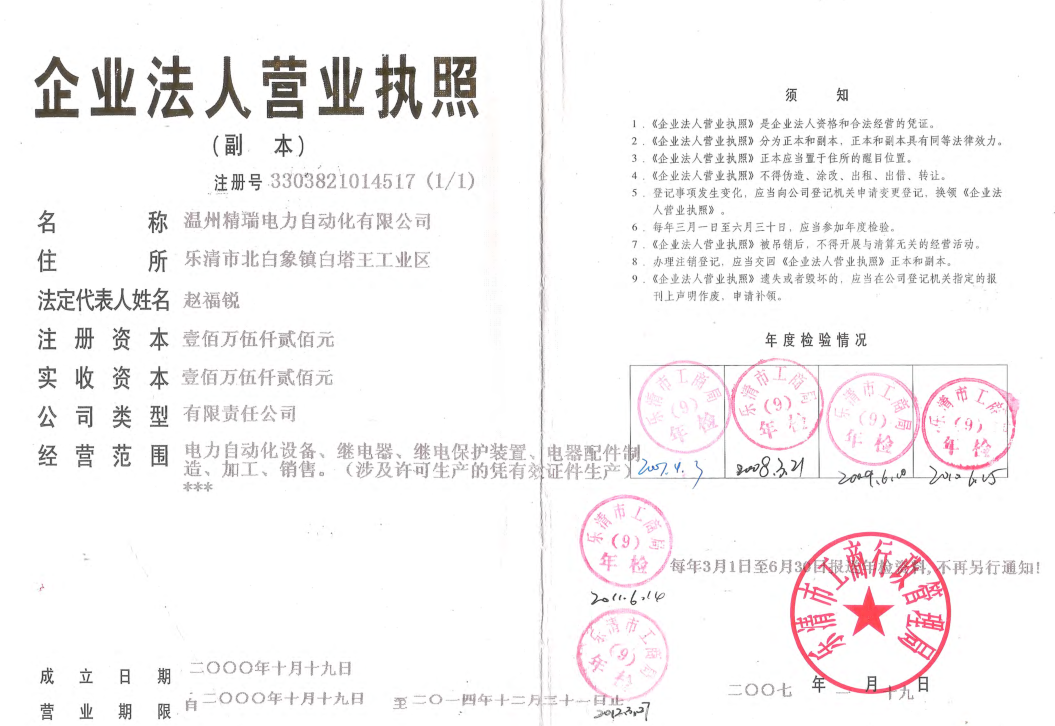 企业法人营业执照
(副 本)
注册号 3303821014517 (1/1)
名 称 温州精瑞电力自动化有限公司
住 所 乐清市北白象镇白塔王工业区
法定代表人姓名 赵福锐
注 册 资 本 壹佰万伍仟贰佰元
实 收 资 本 壹佰万伍仟贰佰元
公 司 类 型 有限责任公司
经 营 范 围 电力自动化设备、继电器、继电保护装置、电器配件制
造、加工、销售。(涉及许可生产的凭有效证件生产)
***
成 立 日 期 二〇〇〇年十月十九日
营 业 期 限 自二〇〇〇年十月十九日 至二〇一四年十二月三十一日止
须 知
1.《企业法人营业执照》是企业法人资格和合法经营的凭证。
2.《企业法人营业执照》分为正本和副本,正本和副本具有同等法律效力。
3.《企业法人营业执照》正本应当置于住所的醒目位置。
4.《企业法人营业执照》不得伪造、涂改、出租、出借、转让。
5.登记事项发生变化,应当向公司登记机关申请变更登记,换领《企业法
人营业执照》。
6.每年三月一日至六月三十日,应当参加年度检验。
7.《企业法人营业执照》被吊销后,不得开展与清算无关的经营活动。
8.办理注销登记,应当交回《企业法人营业执照》正本和副本。
9.《企业法人营业执照》遗失或者毁坏的,应当在公司登记机关指定的报
刊上声明作废,申请补领。
年度检验情况
乐清市工商局
(9)
年检
2007.4.3
乐清市工商局
(9)
年检
2008.3.21
乐清市工商局
(9)
年检
2009.6.10
乐清市工商局
(9)
年检
2010.6.25
乐清市工商局
(9)
年检
2011.6.14
每年3月1日至6月30日报送年检资料,不再另行通知!
乐清市工商局
(9)
年检
2012.3.27
乐清市工商行政管理局
二〇〇七 年 月 十九 日